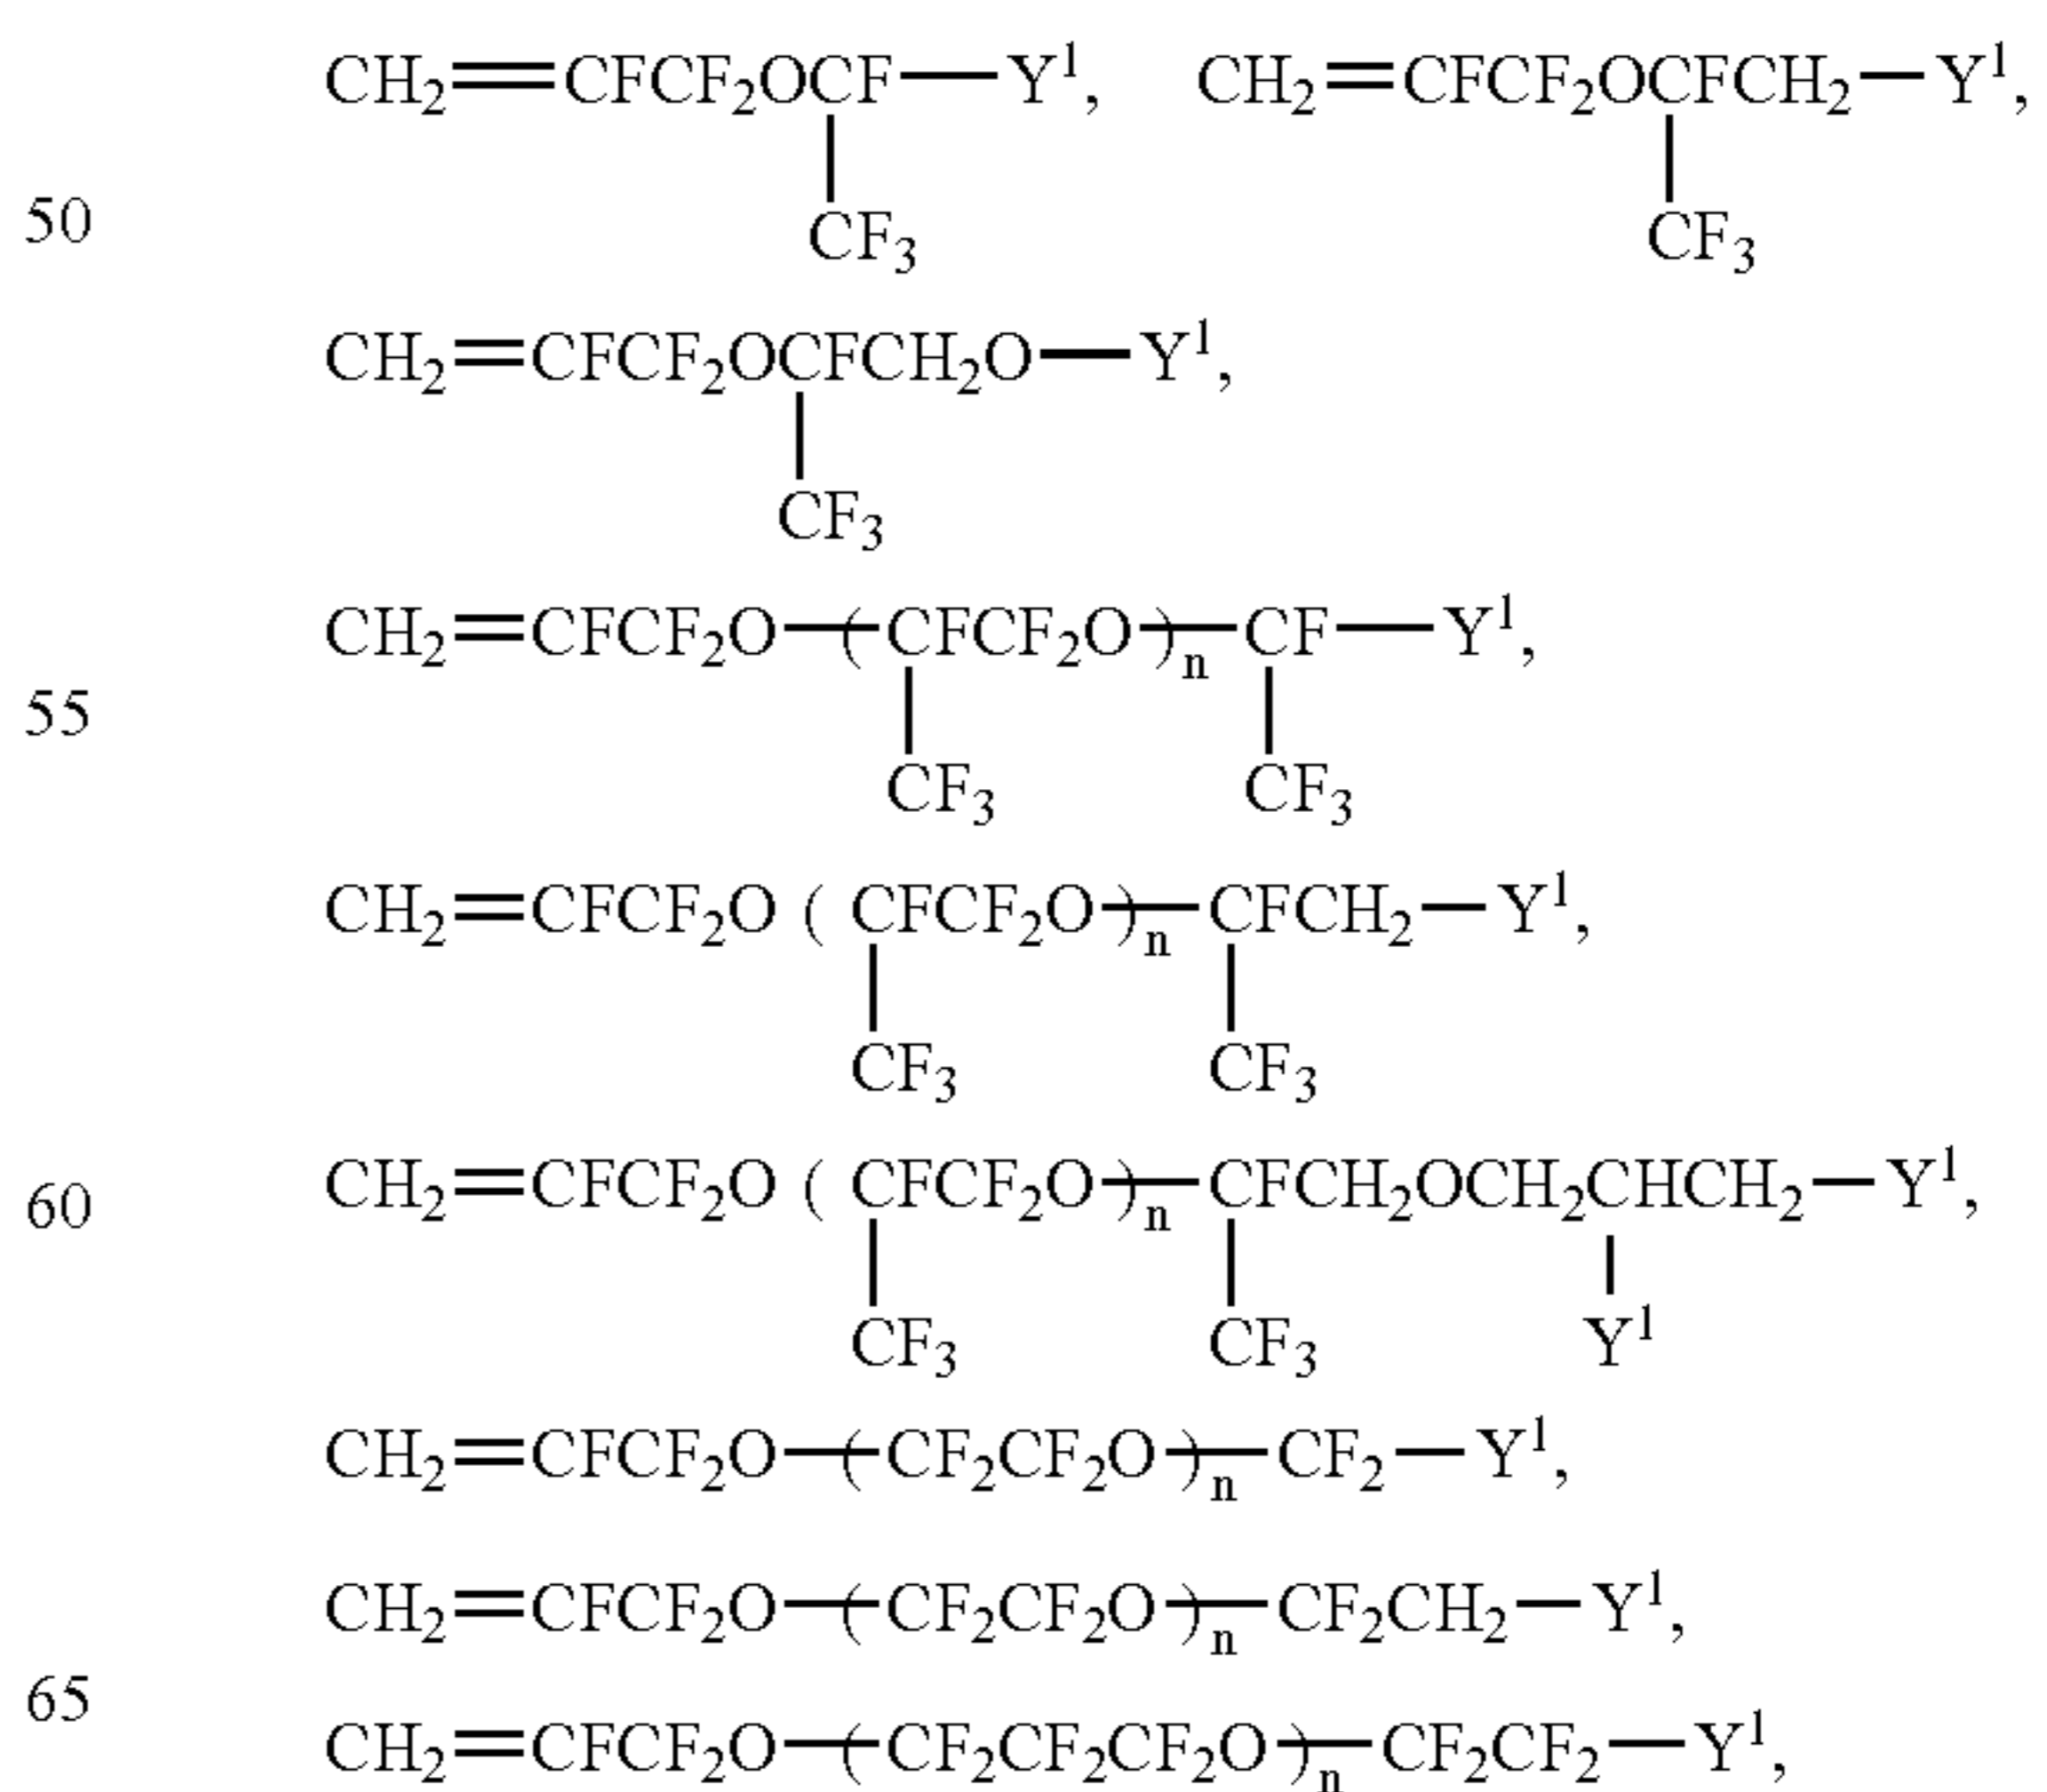 CH₂=CFCF₂OCF—Y¹, CH₂=CFCF₂OCFCH₂—Y¹,
50 CF₃ CF₃
CH₂=CFCF₂OCFCH₂O—Y¹,
CF₃
CH₂=CFCF₂O—(CFCF₂O)ₙ—CF—Y¹,
55
CF₃ CF₃
CH₂=CFCF₂O(CFCF₂O)ₙ—CFCH₂—Y¹,
CF₃ CF₃
60 CH₂=CFCF₂O(CFCF₂O)ₙ—CFCH₂OCH₂CHCH₂—Y¹,
CF₃ CF₃ Y¹
CH₂=CFCF₂O—(CF₂CF₂O)ₙ—CF₂—Y¹,
CH₂=CFCF₂O—(CF₂CF₂O)ₙ—CF₂CH₂—Y¹,
65
CH₂=CFCF₂O—(CF₂CF₂CF₂O)ₙ—CF₂CF₂—Y¹,